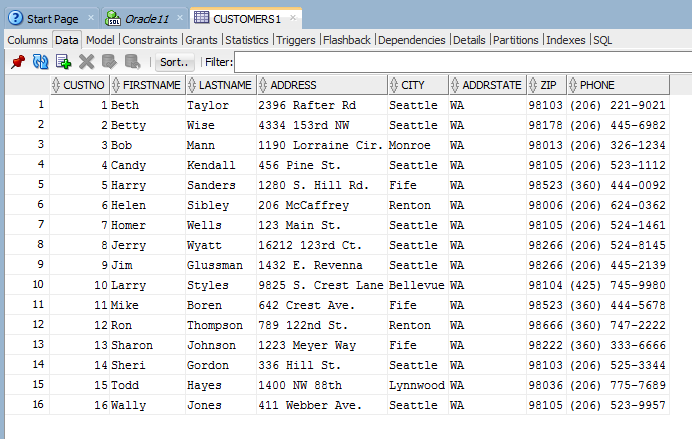 Start Page Oracle11 CUSTOMERS1
Columns Data Model Constraints Grants Statistics Triggers Flashback Dependencies Details Partitions Indexes SQL
Sort.. Filter:
CUSTNO FIRSTNAME LASTNAME ADDRESS CITY ADDRSTATE ZIP PHONE
1 1 Beth Taylor 2396 Rafter Rd Seattle WA 98103 (206) 221-9021
2 2 Betty Wise 4334 153rd NW Seattle WA 98178 (206) 445-6982
3 3 Bob Mann 1190 Lorraine Cir. Monroe WA 98013 (206) 326-1234
4 4 Candy Kendall 456 Pine St. Seattle WA 98105 (206) 523-1112
5 5 Harry Sanders 1280 S. Hill Rd. Fife WA 98523 (360) 444-0092
6 6 Helen Sibley 206 McCaffrey Renton WA 98006 (206) 624-0362
7 7 Homer Wells 123 Main St. Seattle WA 98105 (206) 524-1461
8 8 Jerry Wyatt 16212 123rd Ct. Seattle WA 98266 (206) 524-8145
9 9 Jim Glussman 1432 E. Revenna Seattle WA 98266 (206) 445-2139
10 10 Larry Styles 9825 S. Crest Lane Bellevue WA 98104 (425) 745-9980
11 11 Mike Boren 642 Crest Ave. Fife WA 98523 (360) 444-5678
12 12 Ron Thompson 789 122nd St. Renton WA 98666 (360) 747-2222
13 13 Sharon Johnson 1223 Meyer Way Fife WA 98222 (360) 333-6666
14 14 Sheri Gordon 336 Hill St. Seattle WA 98103 (206) 525-3344
15 15 Todd Hayes 1400 NW 88th Lynnwood WA 98036 (206) 775-7689
16 16 Wally Jones 411 Webber Ave. Seattle WA 98105 (206) 523-9957